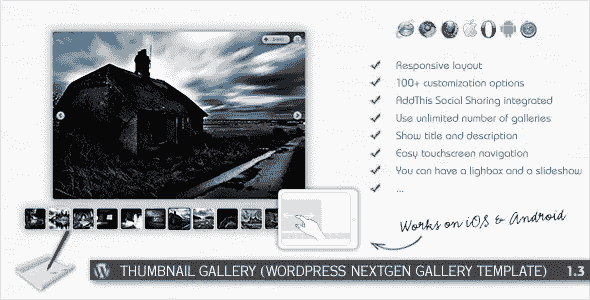 Responsive layout
100+ customization options
AddThis Social Sharing integrated
Use unlimited number of galleries
Show title and description
Easy touchscreen navigation
You can have a lighbox and a slideshow
...
Works on iOS & Android
THUMBNAIL GALLERY (WORDPRESS NEXTGEN GALLERY TEMPLATE) 1.3